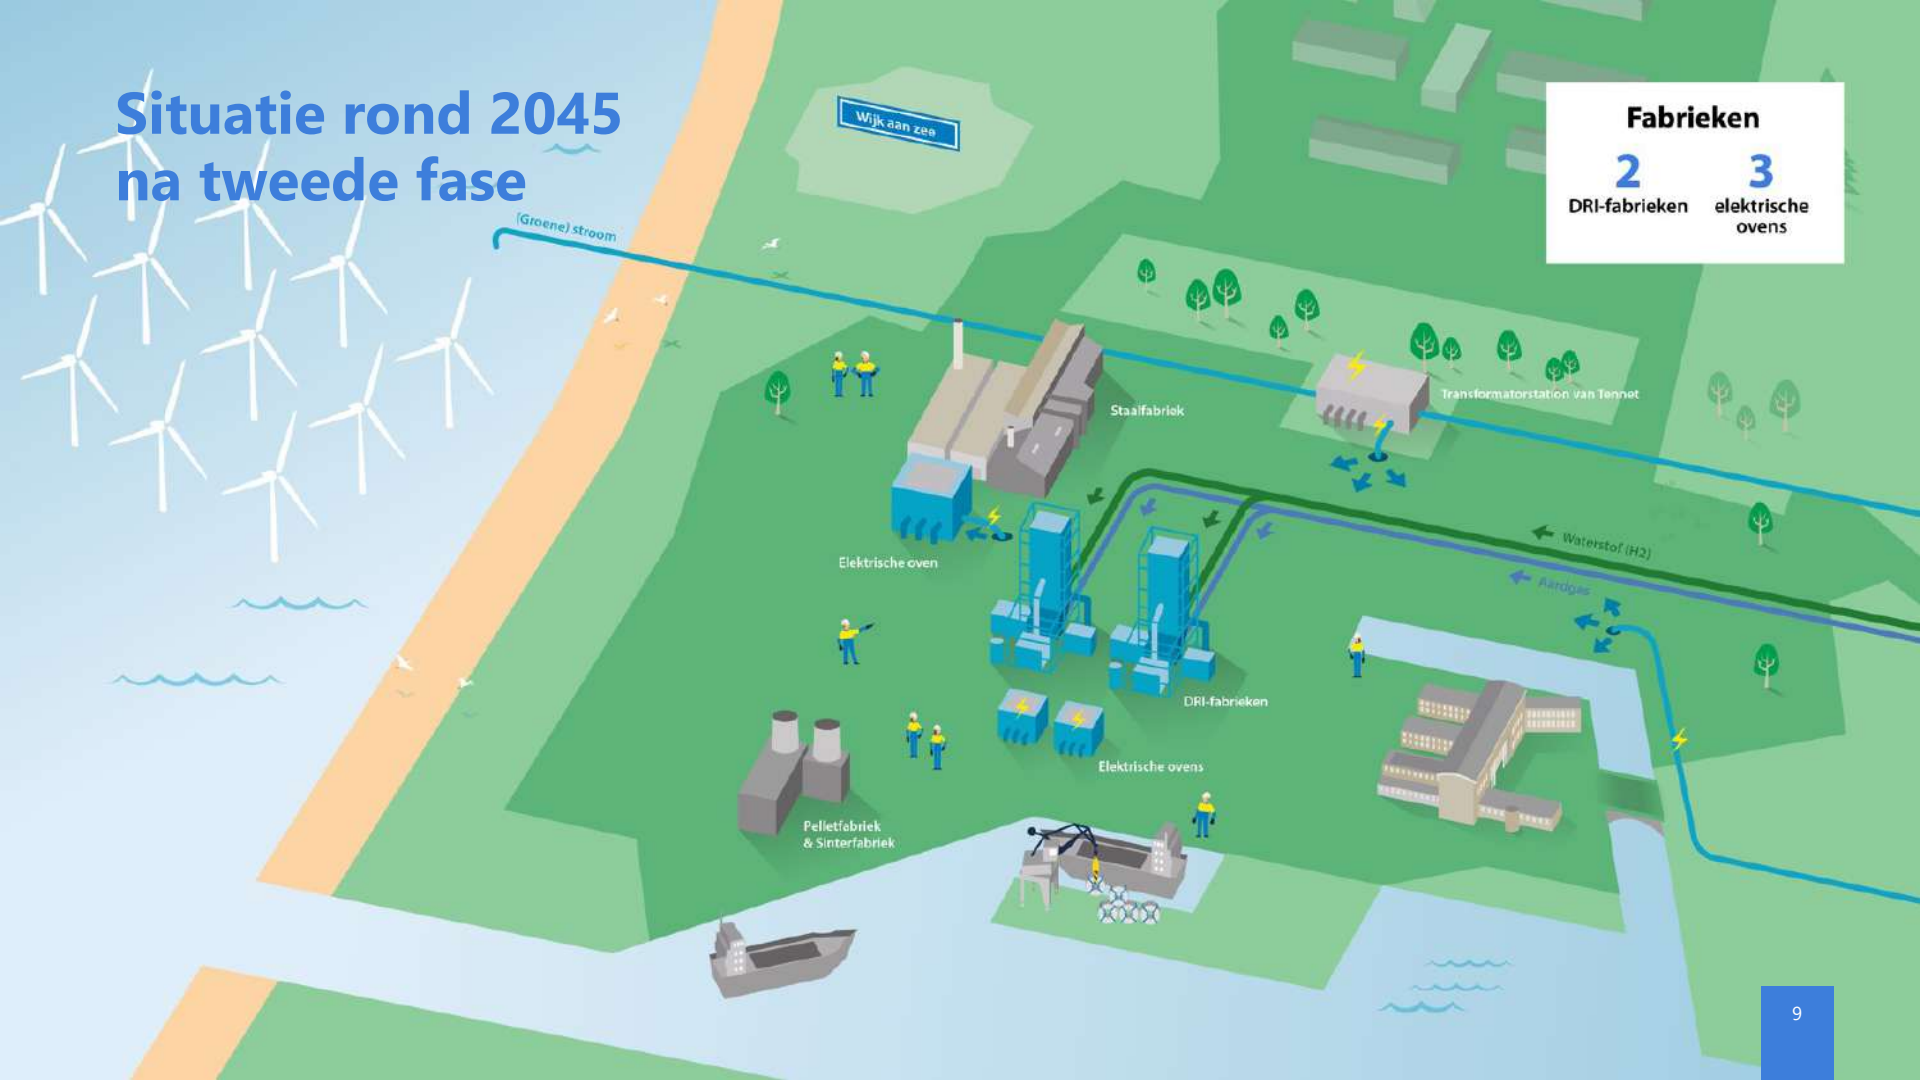 Situatie rond 2045
na tweede fase
Wijk aan zee
Fabrieken
2
DRI-fabrieken
3
elektrische
ovens
(Groene) stroom
Staalfabriek
Transformatorstation van Tennet
Waterstof (H2)
Aardgas
Elektrische oven
DRI-fabrieken
Elektrische ovens
Pelletfabriek
& Sinterfabriek
9